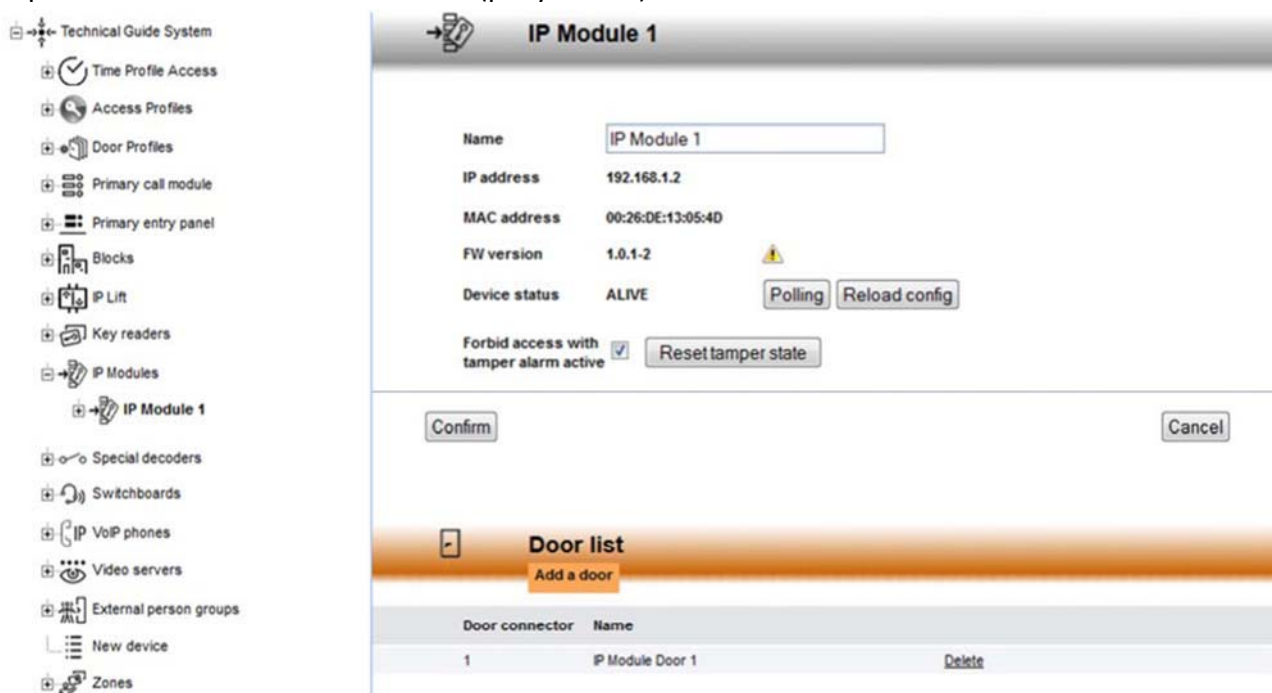 Technical Guide System
Time Profile Access
Access Profiles
Door Profiles
Primary call module
Primary entry panel
Blocks
IP Lift
Key readers
IP Modules
IP Module 1
Special decoders
Switchboards
IP VoIP phones
Video servers
External person groups
New device
Zones
IP Module 1
Name IP Module 1
IP address 192.168.1.2
MAC address 00:26:DE:13:05:4D
FW version 1.0.1-2
Device status ALIVE Polling Reload config
Forbid access with
tamper alarm active Reset tamper state
Confirm Cancel
Door list
Add a door
Door connector Name
1 IP Module Door 1 Delete